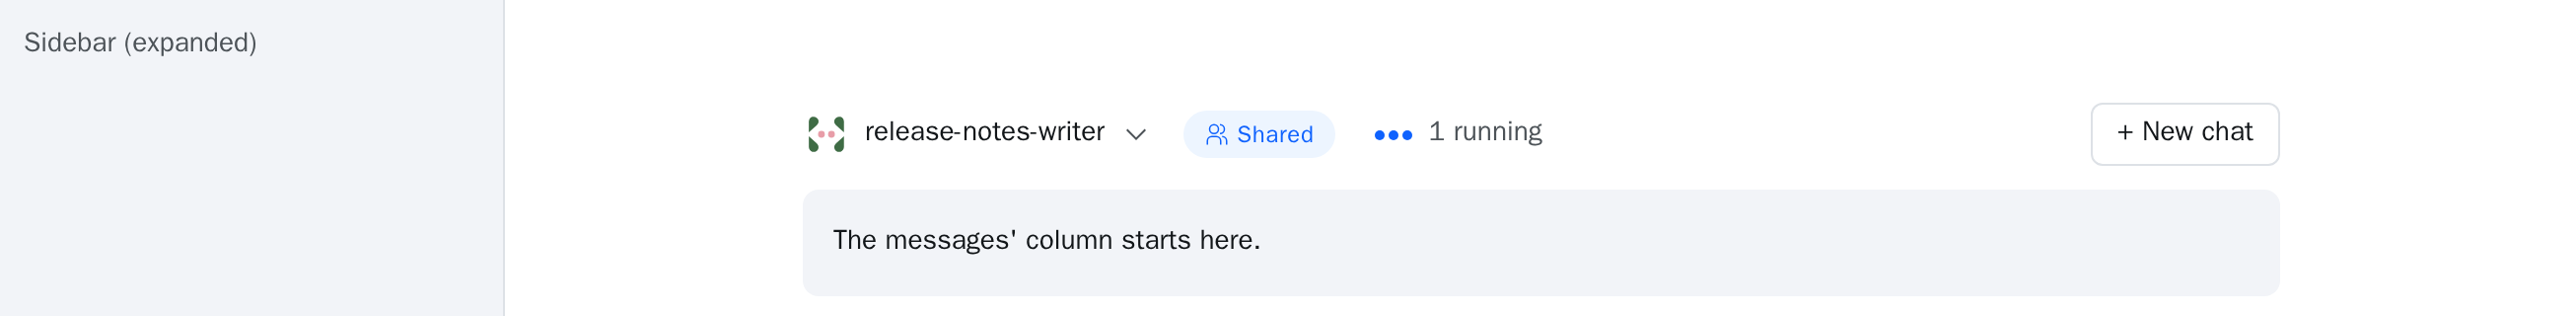 Sidebar (expanded)
release-notes-writer
Shared
1 running
+ New chat
The messages' column starts here.